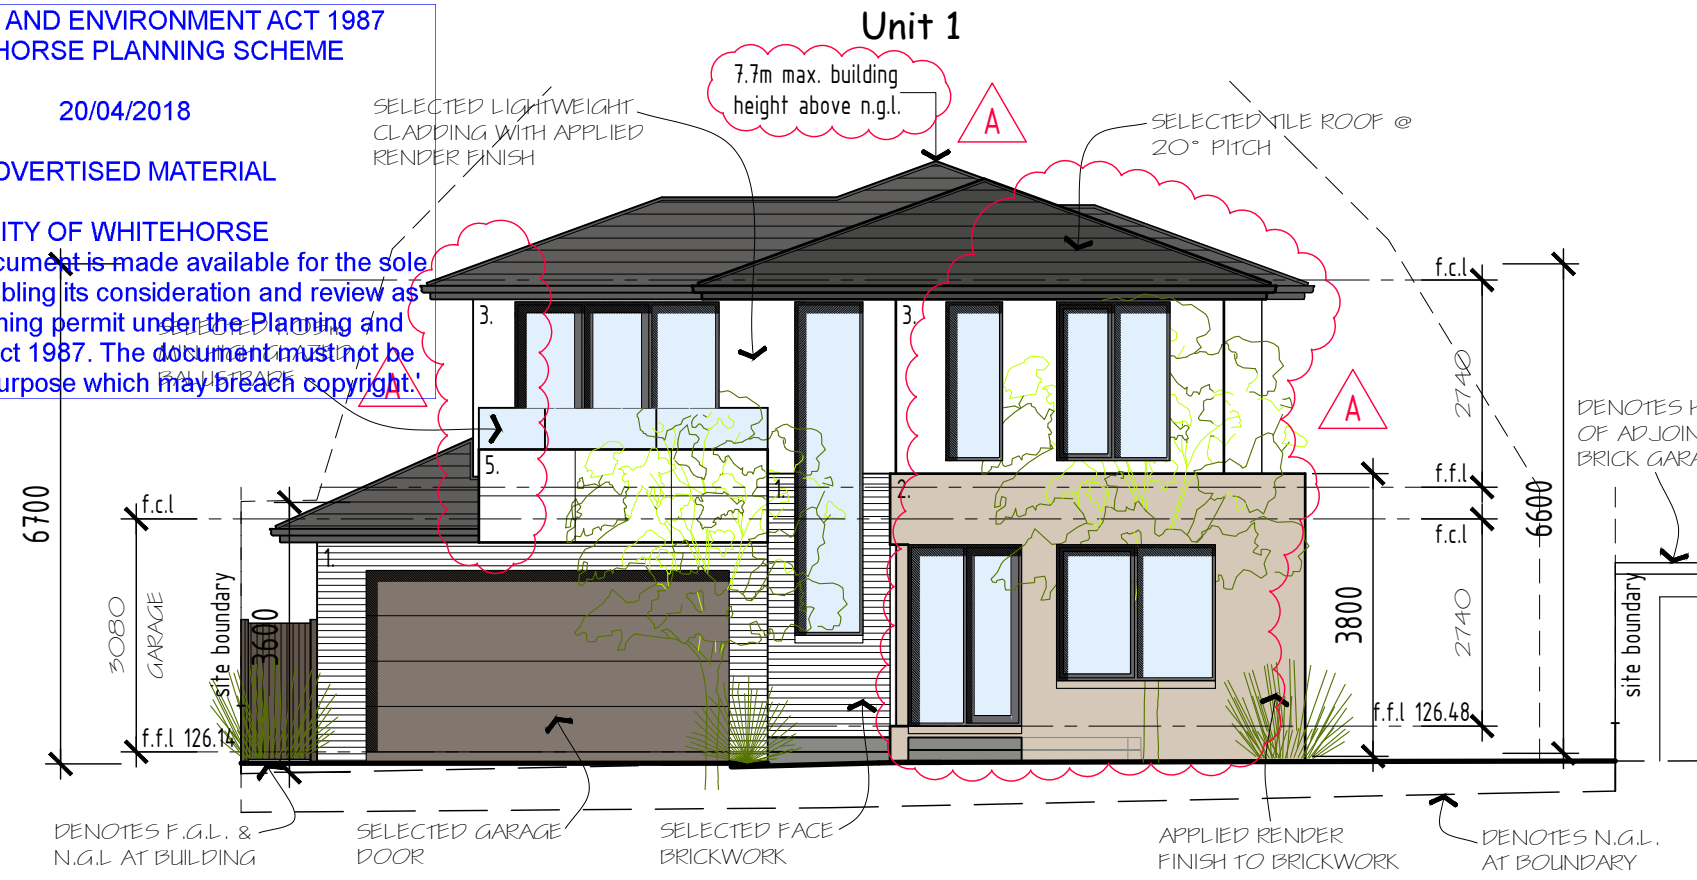 AND ENVIRONMENT ACT 1987
HORSE PLANNING SCHEME
20/04/2018
DVERTISED MATERIAL
ITY OF WHITEHORSE
cument is made available for the sole
bling its consideration and review as
ning permit under the Planning and
ct 1987. The document must not be
urpose which may breach copyright.'
Unit 1
7.7m max. building
height above n.g.l.
A
SELECTED LIGHTWEIGHT
CLADDING WITH APPLIED
RENDER FINISH
SELECTED TILE ROOF @
20° PITCH
SELECTED
GLAZED
BALUSTRADE
A
A
3.
3.
5.
1.
2.
1.
f.c.l
f.c.l
f.f.l
f.c.l
6700
3080
GARAGE
site boundary
3600
f.f.l 126.14
2740
6600
3800
2740
f.f.l 126.48
site boundary
DENOTES H
OF ADJOIN
BRICK GARA
DENOTES F.G.L. &
N.G.L AT BUILDING
SELECTED GARAGE
DOOR
SELECTED FACE
BRICKWORK
APPLIED RENDER
FINISH TO BRICKWORK
DENOTES N.G.L.
AT BOUNDARY